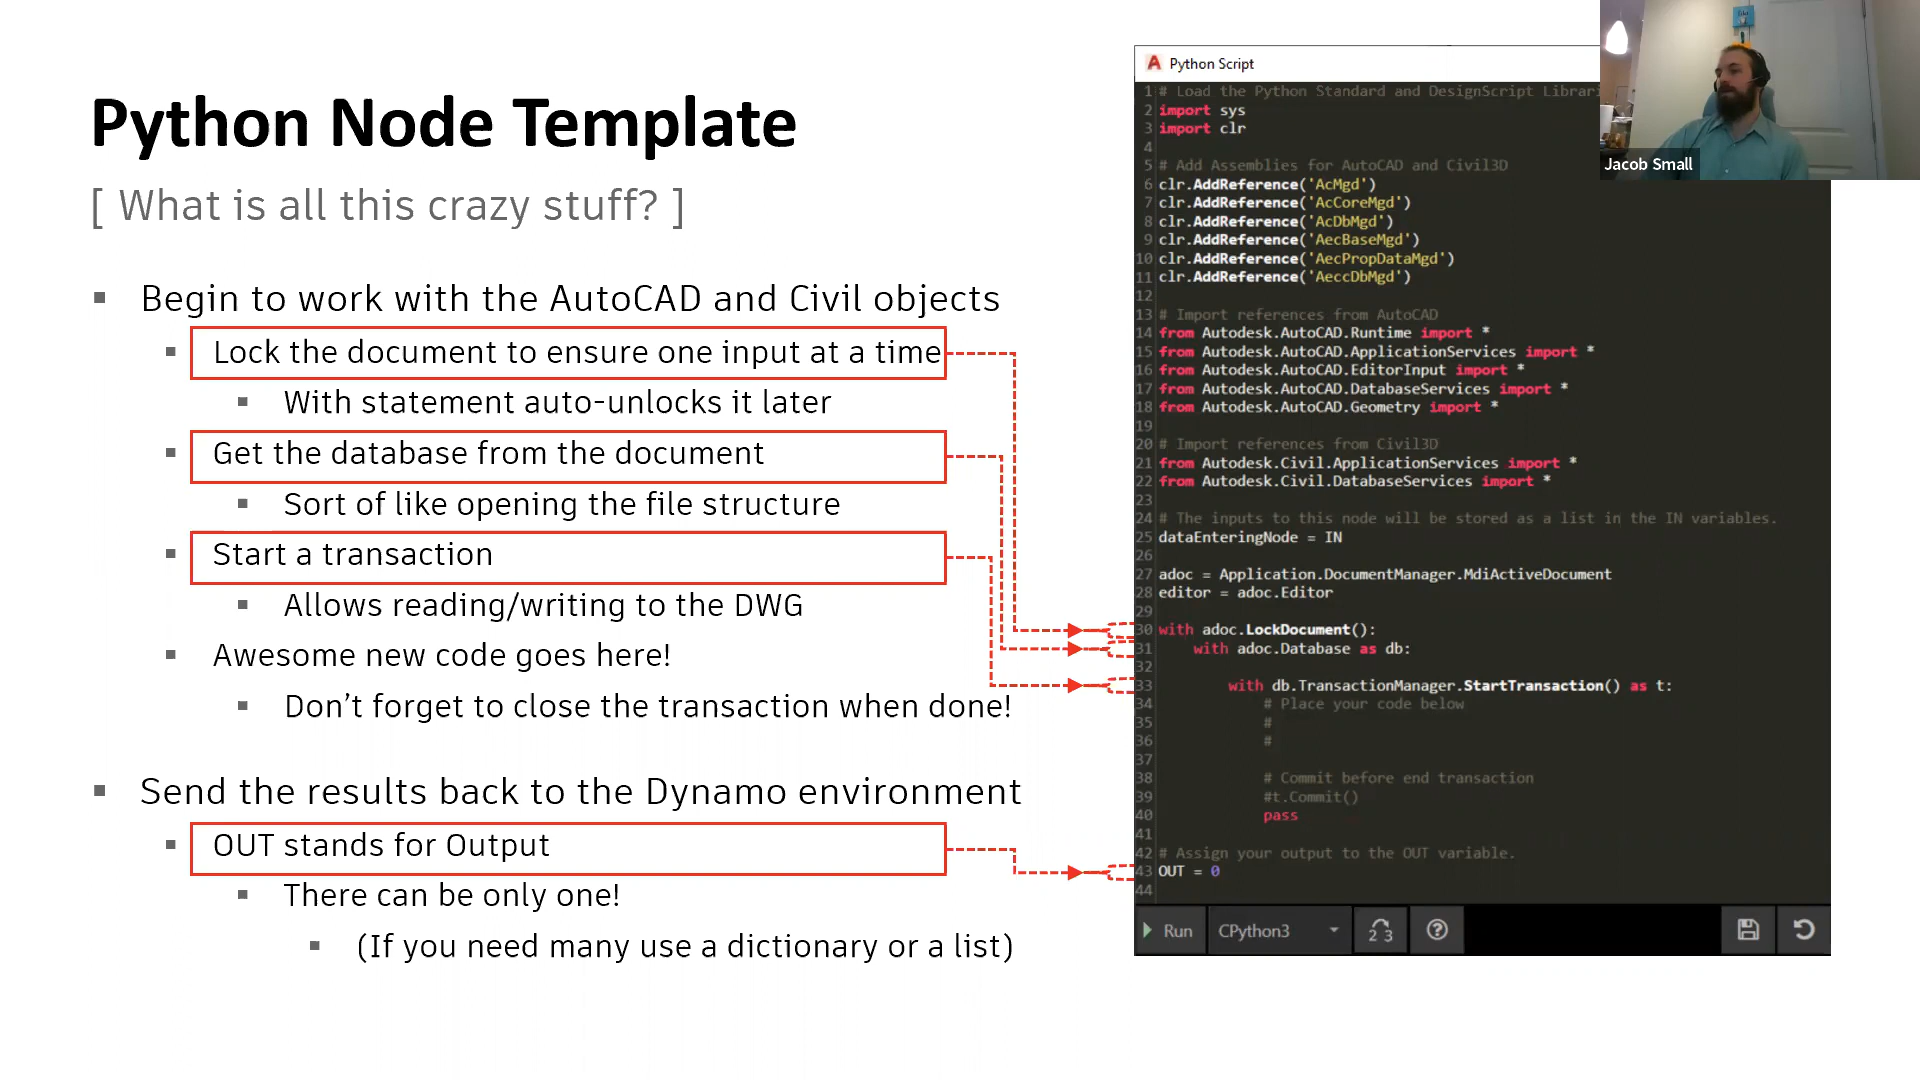 Python Node Template
[ What is all this crazy stuff? ]
Begin to work with the AutoCAD and Civil objects
Lock the document to ensure one input at a time
With statement auto-unlocks it later
Get the database from the document
Sort of like opening the file structure
Start a transaction
Allows reading/writing to the DWG
Awesome new code goes here!
Don't forget to close the transaction when done!
Send the results back to the Dynamo environment
OUT stands for Output
There can be only one!
(If you need many use a dictionary or a list)
Python Script
1 # Load the Python Standard and DesignScript Librari
2 import sys
3 import clr
4
5 # Add Assemblies for AutoCAD and Civil3D
6 clr.AddReference('AcMgd')
7 clr.AddReference('AcCoreMgd')
8 clr.AddReference('AcDbMgd')
9 clr.AddReference('AecBaseMgd')
10 clr.AddReference('AecPropDataMgd')
11 clr.AddReference('AeccDbMgd')
12
13 # Import references from AutoCAD
14 from Autodesk.AutoCAD.Runtime import *
15 from Autodesk.AutoCAD.ApplicationServices import *
16 from Autodesk.AutoCAD.EditorInput import *
17 from Autodesk.AutoCAD.DatabaseServices import *
18 from Autodesk.AutoCAD.Geometry import *
19
20 # Import references from Civil3D
21 from Autodesk.Civil.ApplicationServices import *
22 from Autodesk.Civil.DatabaseServices import *
23
24 # The inputs to this node will be stored as a list in the IN variables.
25 dataEnteringNode = IN
26
27 adoc = Application.DocumentManager.MdiActiveDocument
28 editor = adoc.Editor
29
30 with adoc.LockDocument():
31 with adoc.Database as db:
32
33 with db.TransactionManager.StartTransaction() as t:
34 # Place your code below
35 #
36 #
37
38 # Commit before end transaction
39 #t.Commit()
40 pass
41
42 # Assign your output to the OUT variable.
43 OUT = 0
44
Run CPython3 2 3 ?
Jacob Small